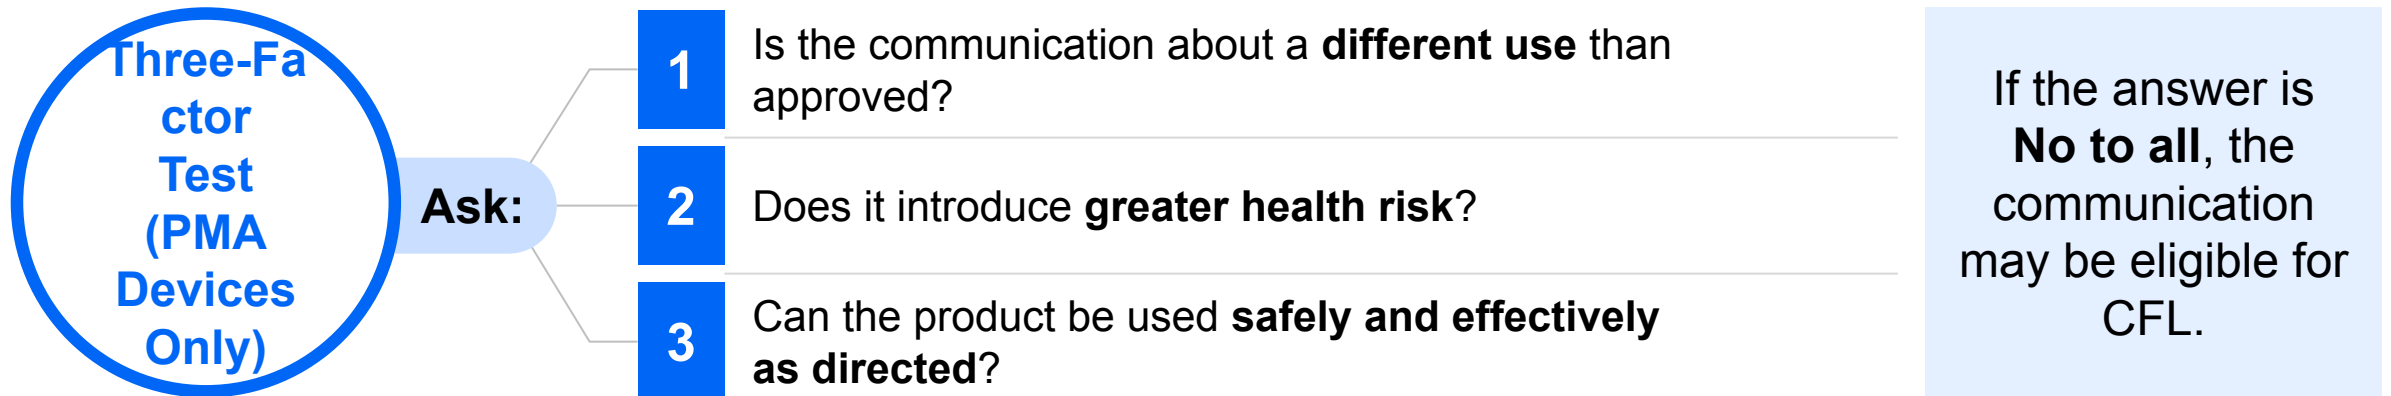 Three-Fa
ctor
Test
(PMA
Devices
Only)
Ask:
1
Is the communication about a different use than
approved?
2
Does it introduce greater health risk?
3
Can the product be used safely and effectively
as directed?
If the answer is
No to all, the
communication
may be eligible for
CFL.